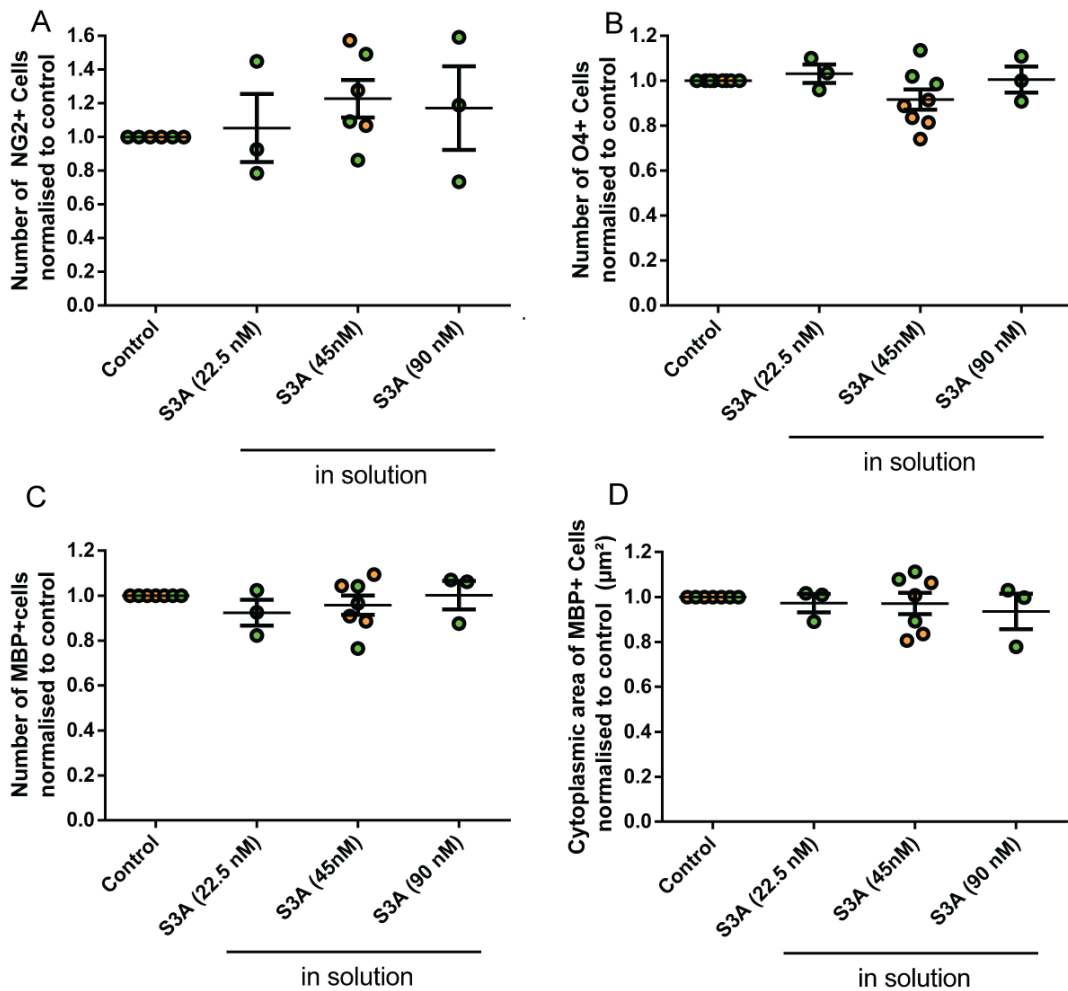 A
Number of NG2+ Cells
normalised to control
1.6
1.4
1.2
1.0
0.8
0.6
0.4
0.2
0.0
Control
S3A (22.5 nM)
S3A (45nM)
S3A (90 nM)
in solution
B
Number of O4+ Cells
normalised to control
1.2
1.0
0.8
0.6
0.4
0.2
0.0
Control
S3A (22.5 nM)
S3A (45nM)
S3A (90 nM)
in solution
C
Number of MBP+cells
normalised to control
1.2
1.0
0.8
0.6
0.4
0.2
0.0
Control
S3A (22.5 nM)
S3A (45nM)
S3A (90 nM)
in solution
D
Cytoplasmic area of MBP+ Cells
normalised to control (µm²)
1.2
1.0
0.8
0.6
0.4
0.2
0.0
Control
S3A (22.5 nM)
S3A (45nM)
S3A (90 nM)
in solution